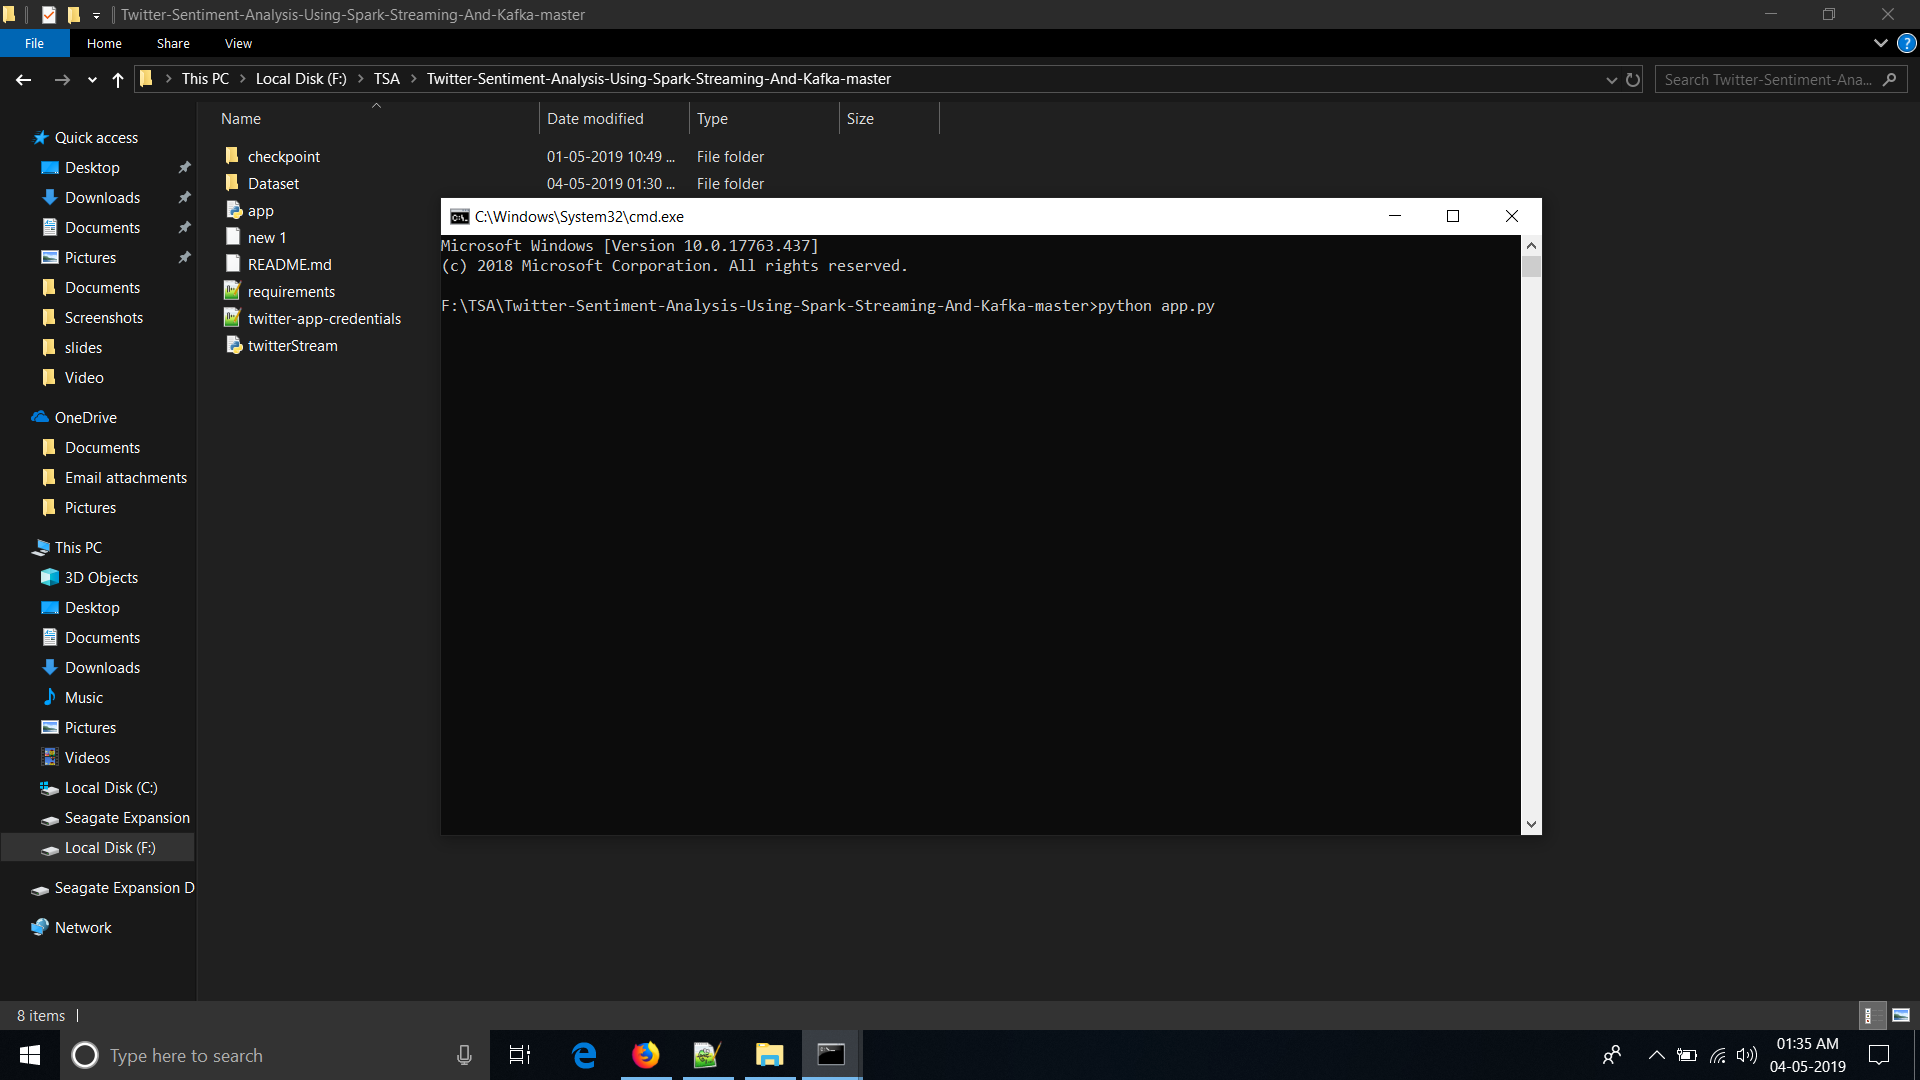 Twitter-Sentiment-Analysis-Using-Spark-Streaming-And-Kafka-master
File Home Share View
This PC Local Disk (F:) TSA Twitter-Sentiment-Analysis-Using-Spark-Streaming-And-Kafka-master
Search Twitter-Sentiment-Ana...
Name Date modified Type Size
checkpoint 01-05-2019 10:49 ... File folder
Dataset 04-05-2019 01:30 ... File folder
app
new 1
README.md
requirements
twitter-app-credentials
twitterStream
Quick access
Desktop
Downloads
Documents
Pictures
Documents
Screenshots
slides
Video
OneDrive
Documents
Email attachments
Pictures
This PC
3D Objects
Desktop
Documents
Downloads
Music
Pictures
Videos
Local Disk (C:)
Seagate Expansion
Local Disk (F:)
Seagate Expansion D
Network
C:\Windows\System32\cmd.exe
Microsoft Windows [Version 10.0.17763.437]
(c) 2018 Microsoft Corporation. All rights reserved.
F:\TSA\Twitter-Sentiment-Analysis-Using-Spark-Streaming-And-Kafka-master>python app.py
8 items
Type here to search
01:35 AM
04-05-2019